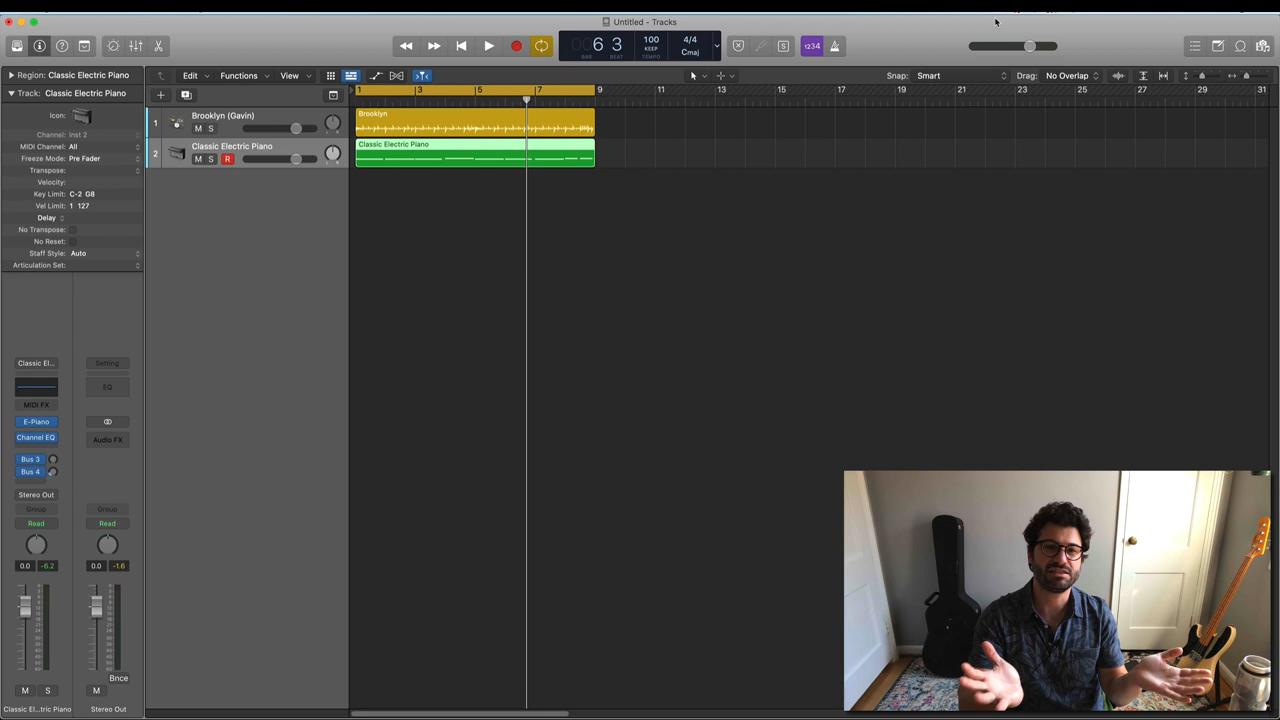 Untitled - Tracks
6 3
BAR BEAT
100
KEEP
TEMPO
4/4
Cmaj
1234
Region: Classic Electric Piano
Edit Functions View
Snap: Smart
Drag: No Overlap
Track: Classic Electric Piano
1 3 5 7 9 11 13 15 17 19 21 23 25 27 29 31
Icon:
Channel: Inst 2
MIDI Channel: All
Freeze Mode: Pre Fader
Transpose:
Velocity:
Key Limit: C-2 G8
Vel Limit: 1 127
Delay
No Transpose:
No Reset:
Staff Style: Auto
Articulation Set:
1 Brooklyn (Gavin)
M S
2 Classic Electric Piano
M S R
Brooklyn
Classic Electric Piano
Classic El... Setting
EQ
MIDI FX
E-Piano
Channel EQ Audio FX
Bus 3
Bus 4
Stereo Out
Group Group
Read Read
0.0 -6.2 0.0 -1.6
Bnce
M S M
Classic El...tric Piano Stereo Out